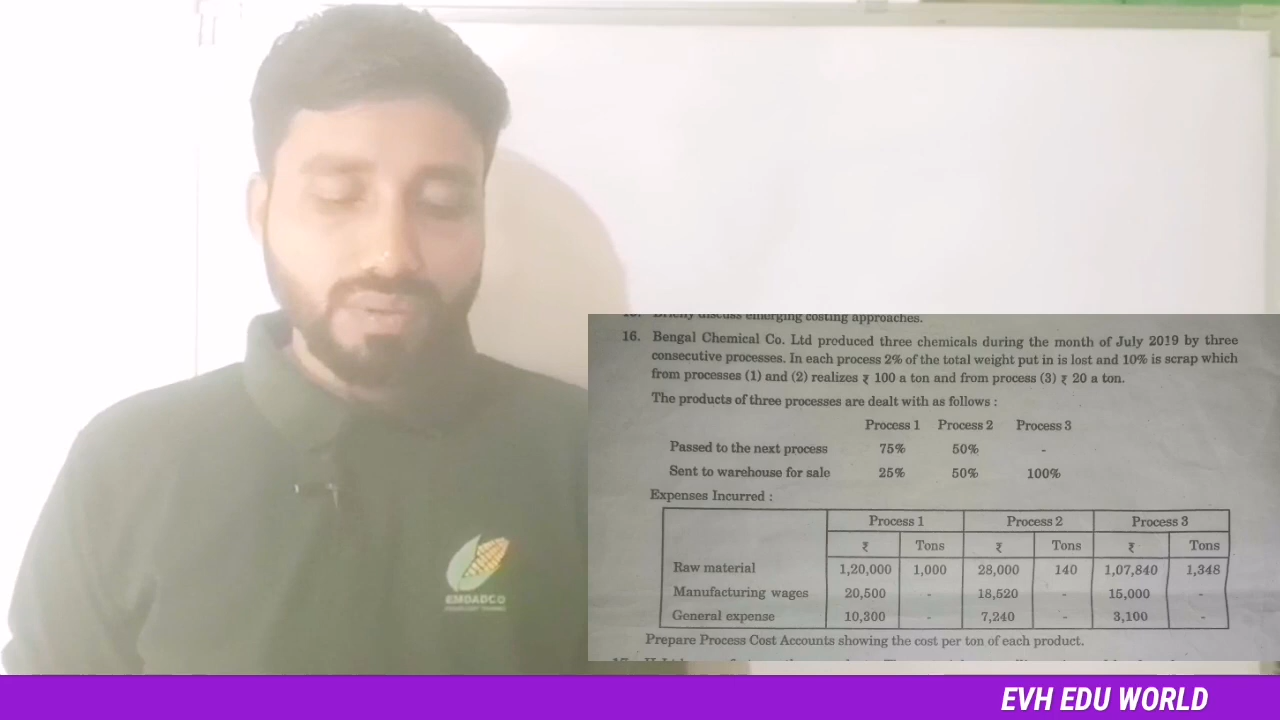 EMDADCO
discuss emerging costing approaches.
16. Bengal Chemical Co. Ltd produced three chemicals during the month of July 2019 by three
consecutive processes. In each process 2% of the total weight put in is lost and 10% is scrap which
from processes (1) and (2) realizes ₹ 100 a ton and from process (3) ₹ 20 a ton.
The products of three processes are dealt with as follows :
Process 1 Process 2 Process 3
Passed to the next process 75% 50% -
Sent to warehouse for sale 25% 50% 100%
Expenses Incurred :
Process 1 Process 2 Process 3
₹ Tons ₹ Tons ₹ Tons
Raw material 1,20,000 1,000 28,000 140 1,07,840 1,348
Manufacturing wages 20,500 - 18,520 - 15,000 -
General expense 10,300 - 7,240 - 3,100 -
Prepare Process Cost Accounts showing the cost per ton of each product.
EVH EDU WORLD